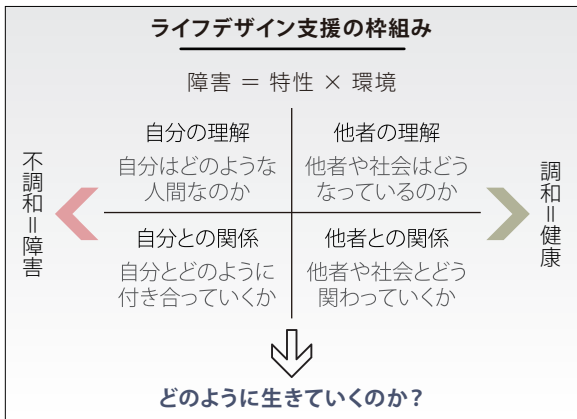 ライフデザイン支援の枠組み
障害 = 特性 × 環境
不調和=障害
自分の理解
自分はどのような
人間なのか
他者の理解
他者や社会はどう
なっているのか
自分との関係
自分とどのように
付き合っていくか
他者との関係
他者や社会とどう
関わっていくか
調和=健康
どのように生きていくのか?